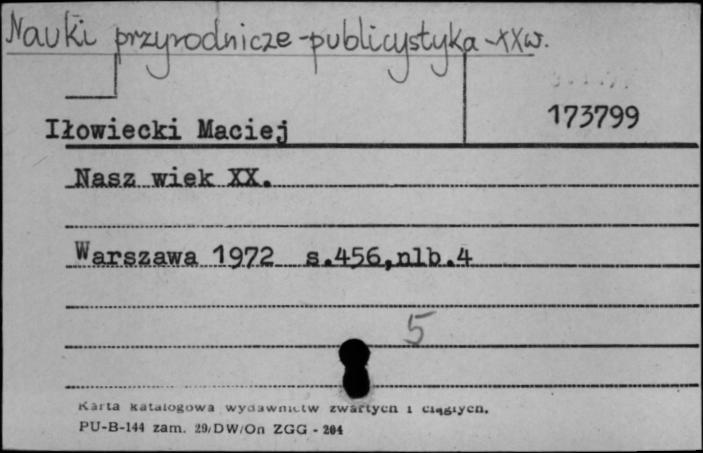 Nauki przyrodnicze-publicystyka-XXw.
173799
Iłowiecki Maciej
Nasz wiek XX.
Warszawa 1972 s.456,nlb.4
5
Karta katalogowa wydawnictw zwartych i ciągłych.
PU-B-144 zam. 29/DW/On ZGG - 204